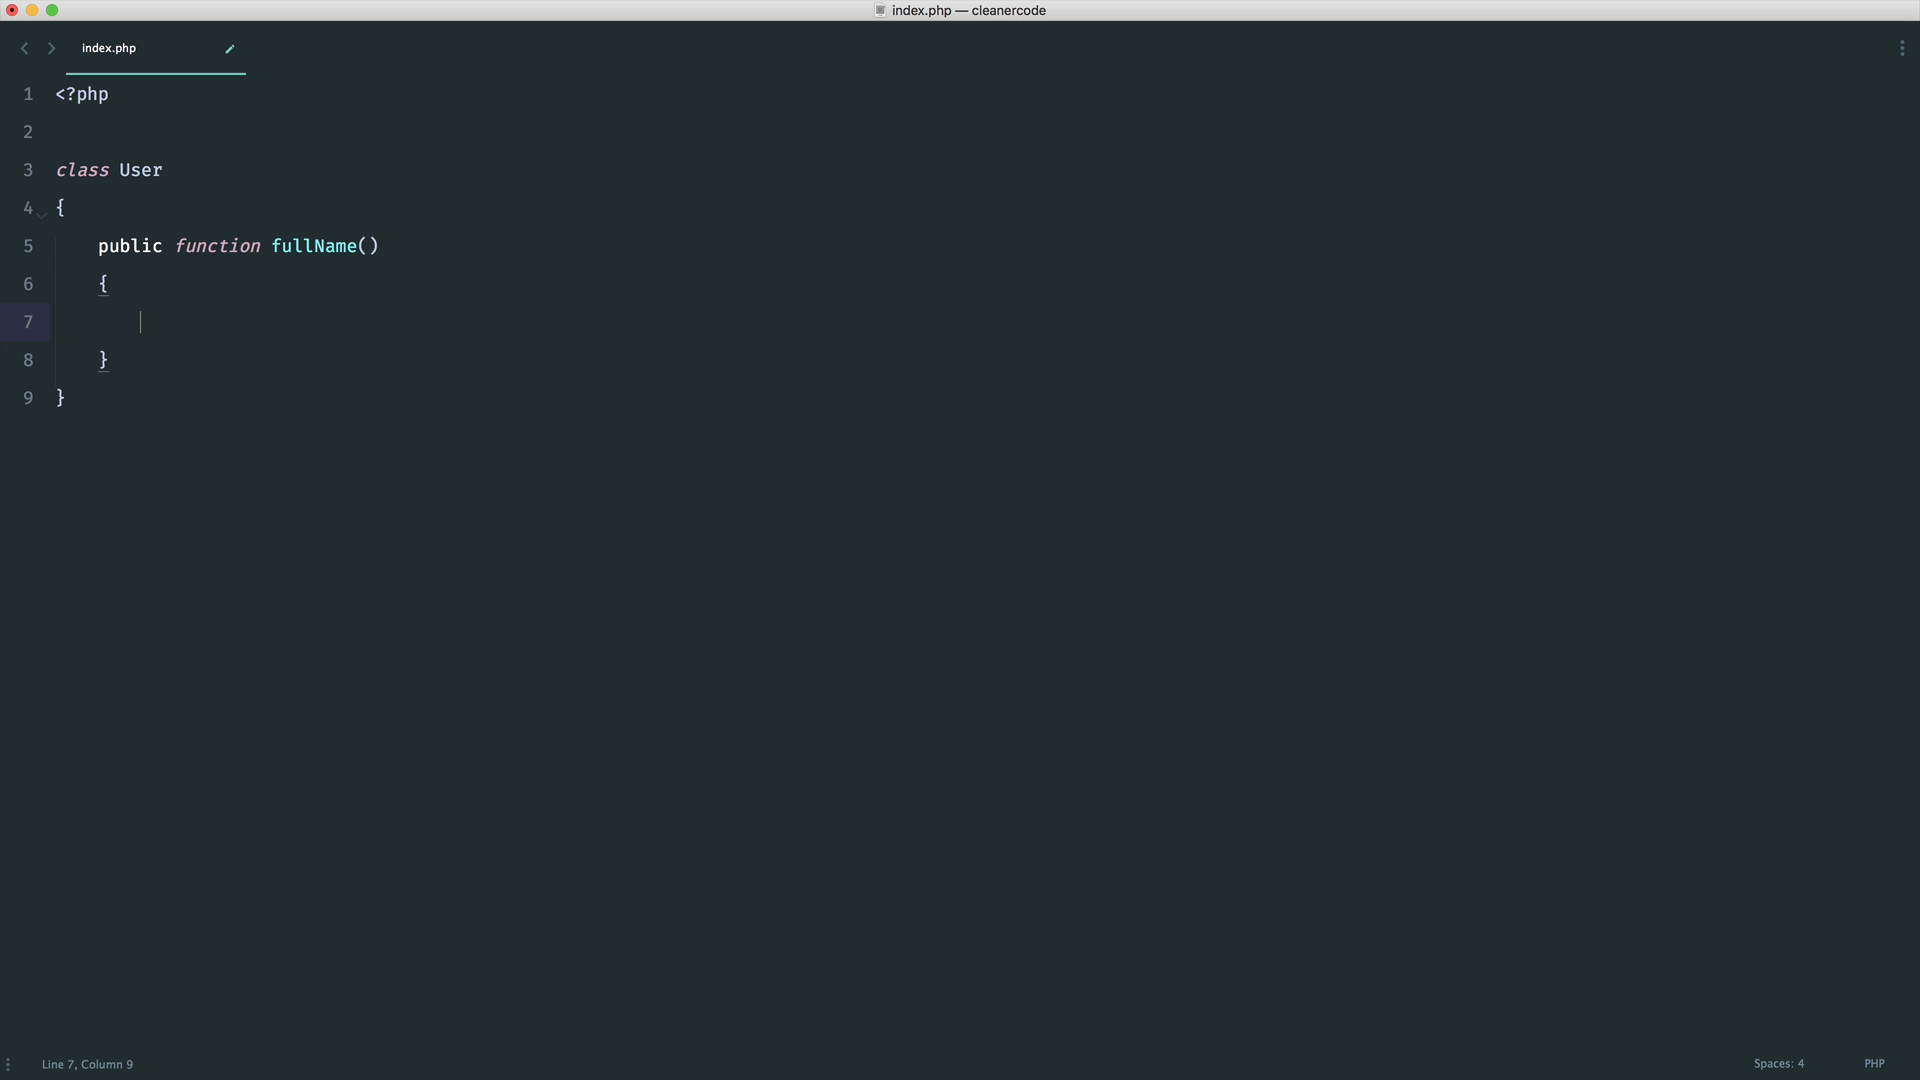 index.php — cleanercode
index.php
1 <?php
2
3 class User
4 {
5     public function fullName()
6     {
7
8     }
9 }
Line 7, Column 9
Spaces: 4
PHP